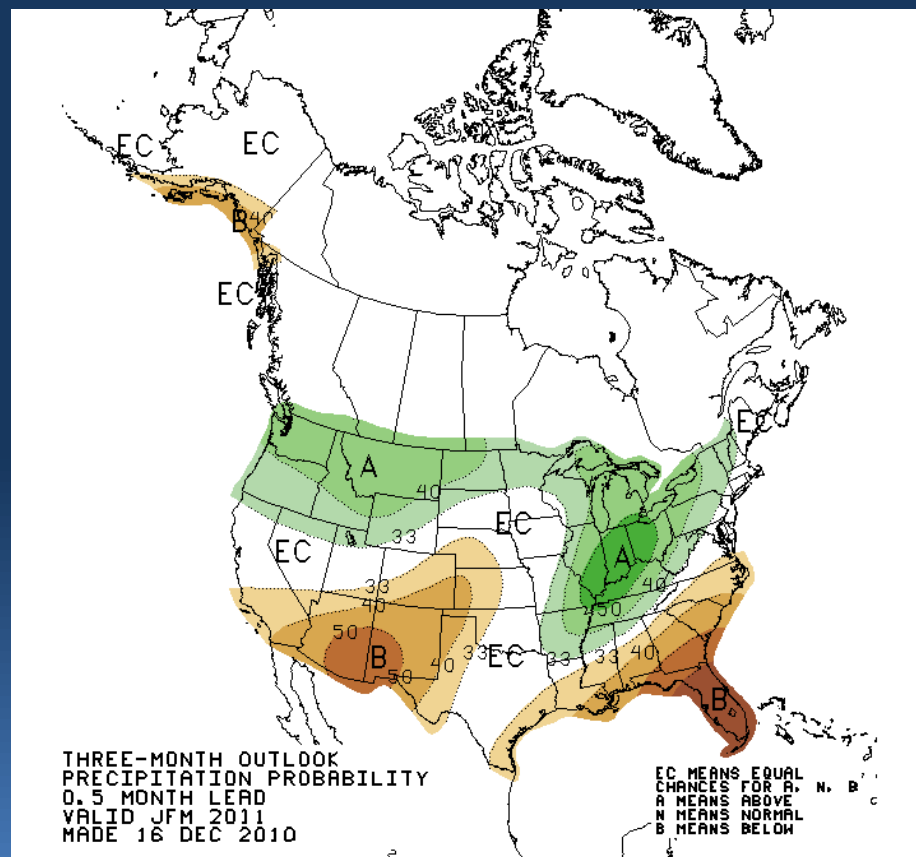 EC
EC
B 40
EC
EC
A
40
EC
33
EC
A
33
40
40
50
50
B
50
40
33
EC
33
33
40
B
THREE-MONTH OUTLOOK
PRECIPITATION PROBABILITY
0.5 MONTH LEAD
VALID JFM 2011
MADE 16 DEC 2010
EC MEANS EQUAL
CHANCES FOR A, N, B
A MEANS ABOVE
N MEANS NORMAL
B MEANS BELOW